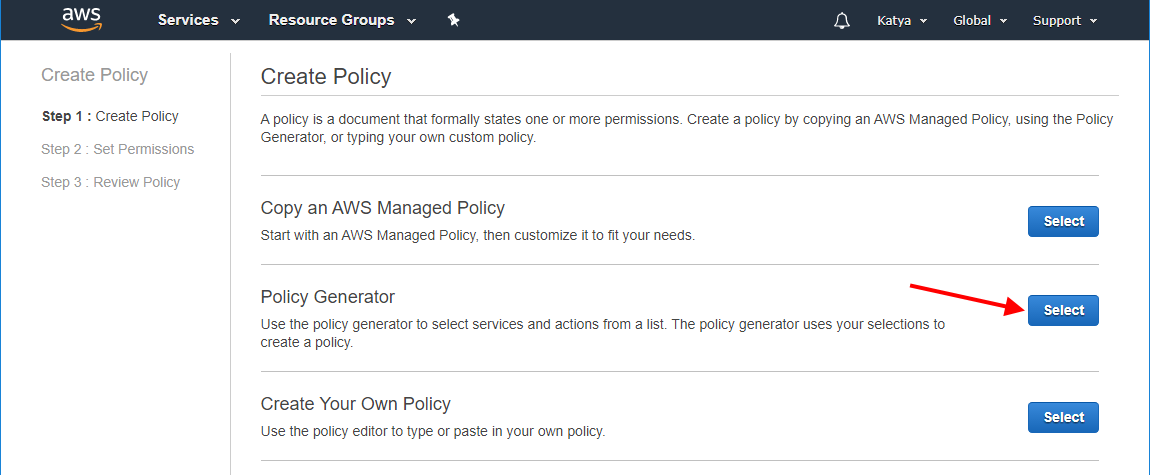 aws Services Resource Groups Katya Global Support
Create Policy
Step 1 : Create Policy
Step 2 : Set Permissions
Step 3 : Review Policy
Create Policy
A policy is a document that formally states one or more permissions. Create a policy by copying an AWS Managed Policy, using the Policy
Generator, or typing your own custom policy.
Copy an AWS Managed Policy
Start with an AWS Managed Policy, then customize it to fit your needs.
Select
Policy Generator
Use the policy generator to select services and actions from a list. The policy generator uses your selections to
create a policy.
Select
Create Your Own Policy
Use the policy editor to type or paste in your own policy.
Select